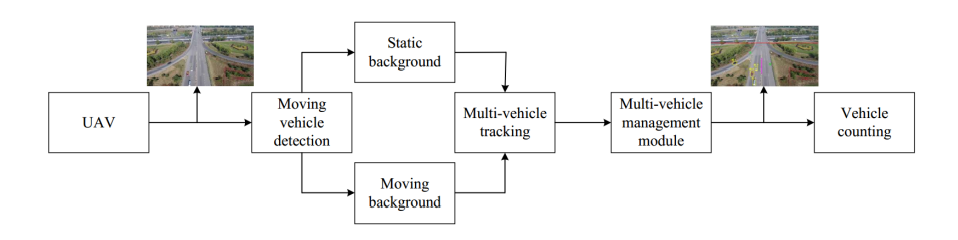 UAV
Moving
vehicle
detection
Static
background
Moving
background
Multi-vehicle
tracking
Multi-vehicle
management
module
Vehicle
counting